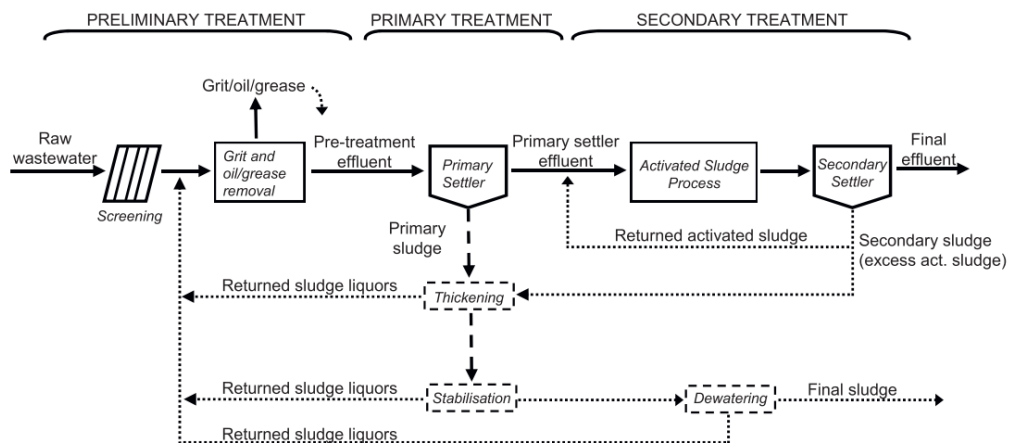 PRELIMINARY TREATMENT
PRIMARY TREATMENT
SECONDARY TREATMENT
Grit/oil/grease
Raw
wastewater
Screening
Grit and
oil/grease
removal
Pre-treatment
effluent
Primary
Settler
Primary settler
effluent
Activated Sludge
Process
Secondary
Settler
Final
effluent
Primary
sludge
Returned activated sludge
Secondary sludge
(excess act. sludge)
Returned sludge liquors
Thickening
Returned sludge liquors
Stabilisation
Dewatering
Final sludge
Returned sludge liquors